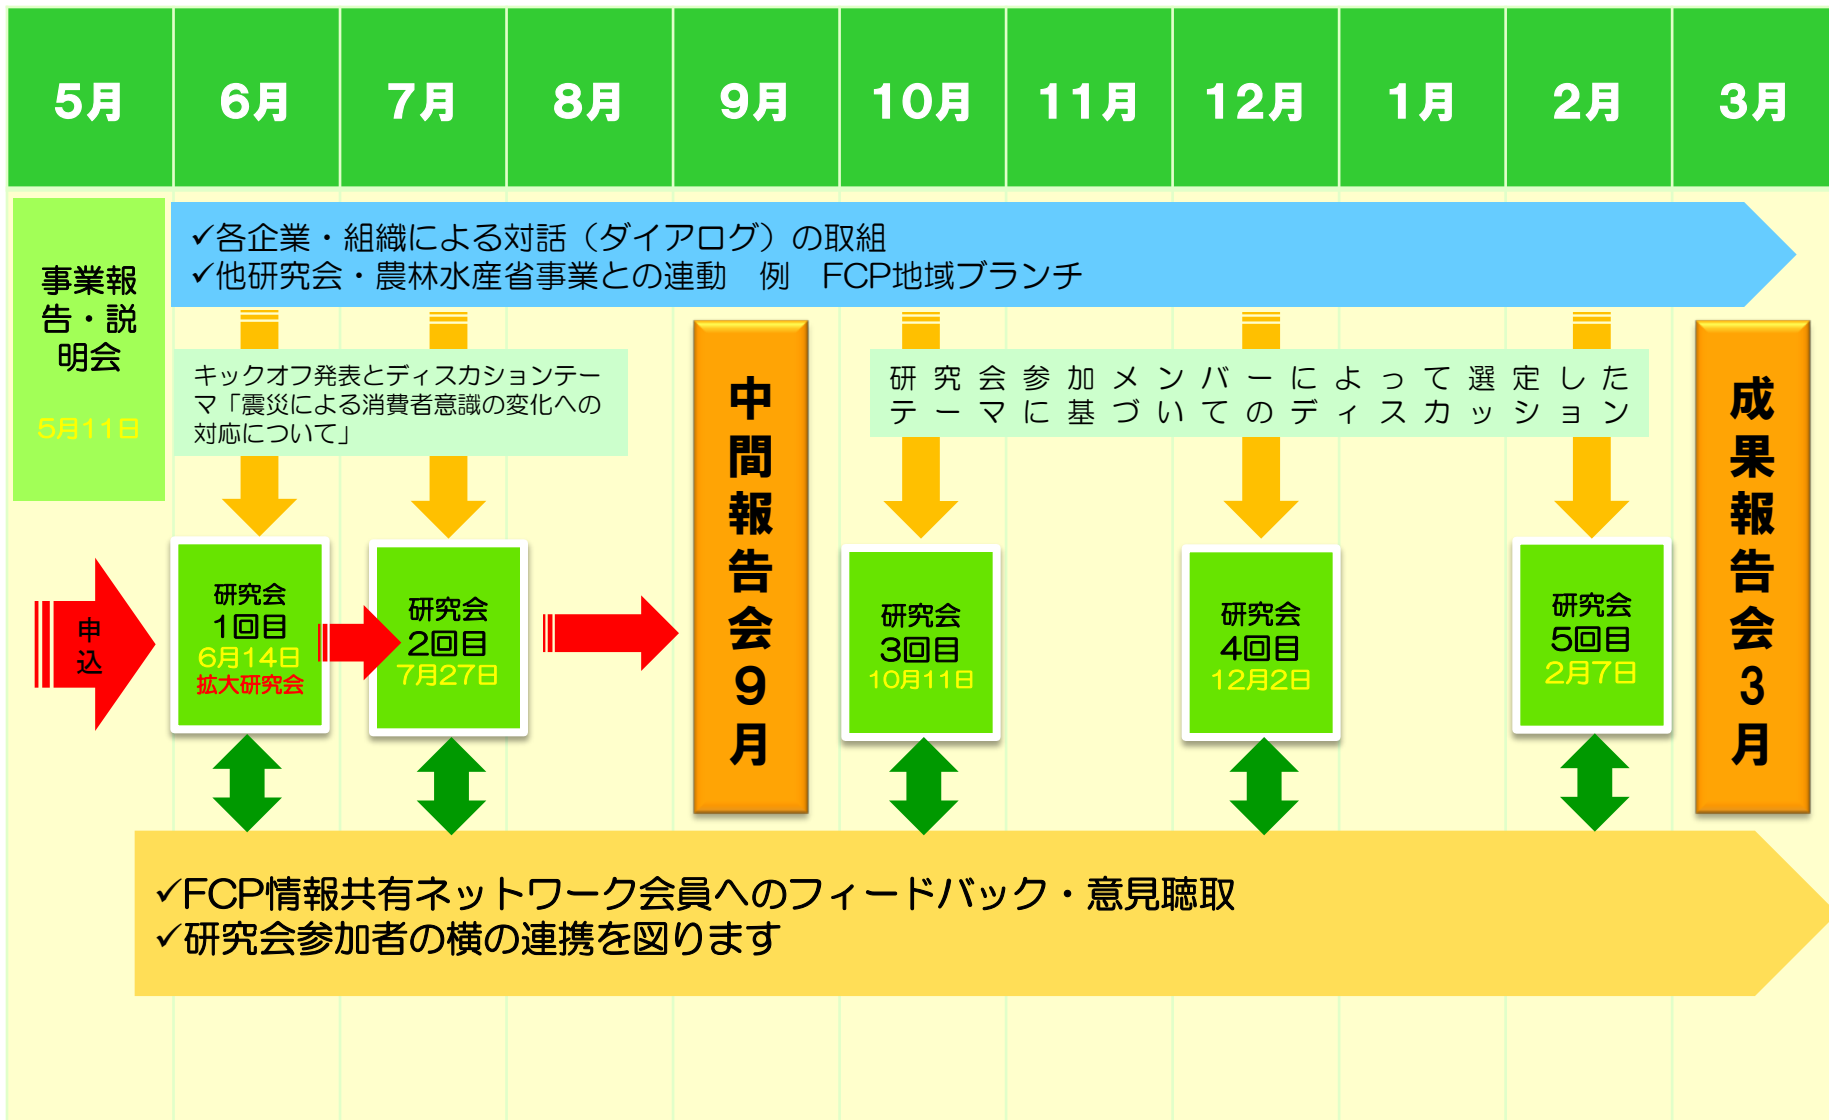 5月 6月 7月 8月 9月 10月 11月 12月 1月 2月 3月
事業報
告・説
明会
5月11日
✓各企業・組織による対話（ダイアログ）の取組
✓他研究会・農林水産省事業との連動　例　FCP地域ブランチ
キックオフ発表とディスカションテー
マ「震災による消費者意識の変化への
対応について」
研究会参加メンバーによって選定した
テーマに基づいてのディスカッション
中間報告会9月
成果報告会3月
申
込
研究会
1回目
6月14日
拡大研究会
研究会
2回目
7月27日
研究会
3回目
10月11日
研究会
4回目
12月2日
研究会
5回目
2月7日
✓FCP情報共有ネットワーク会員へのフィードバック・意見聴取
✓研究会参加者の横の連携を図ります